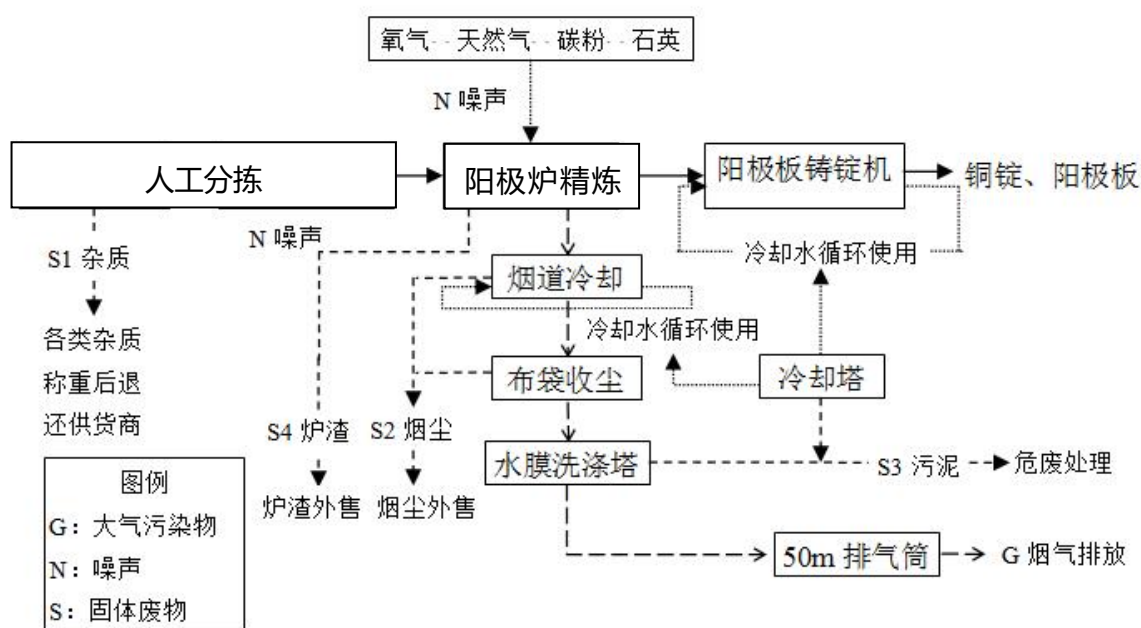 氧气 天然气 碳粉 石英
N 噪声
人工分拣
阳极炉精炼
阳极板铸锭机
铜锭、阳极板
S1 杂质
N 噪声
冷却水循环使用
烟道冷却
各类杂质
称重后退
还供货商
冷却水循环使用
布袋收尘
冷却塔
S4 炉渣
S2 烟尘
水膜洗涤塔
S3 污泥
危废处理
炉渣外售
烟尘外售
图例
G：大气污染物
N：噪声
S：固体废物
50m 排气筒
G 烟气排放